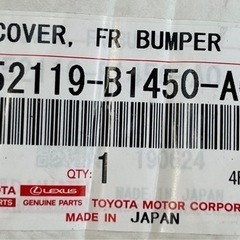 COVER, FR BUMPER
52119-B1450-A
QTY:
1
LEXUS
GENUINE PARTS
TOYOTA MOTOR CORPOR
MADE IN JAPAN